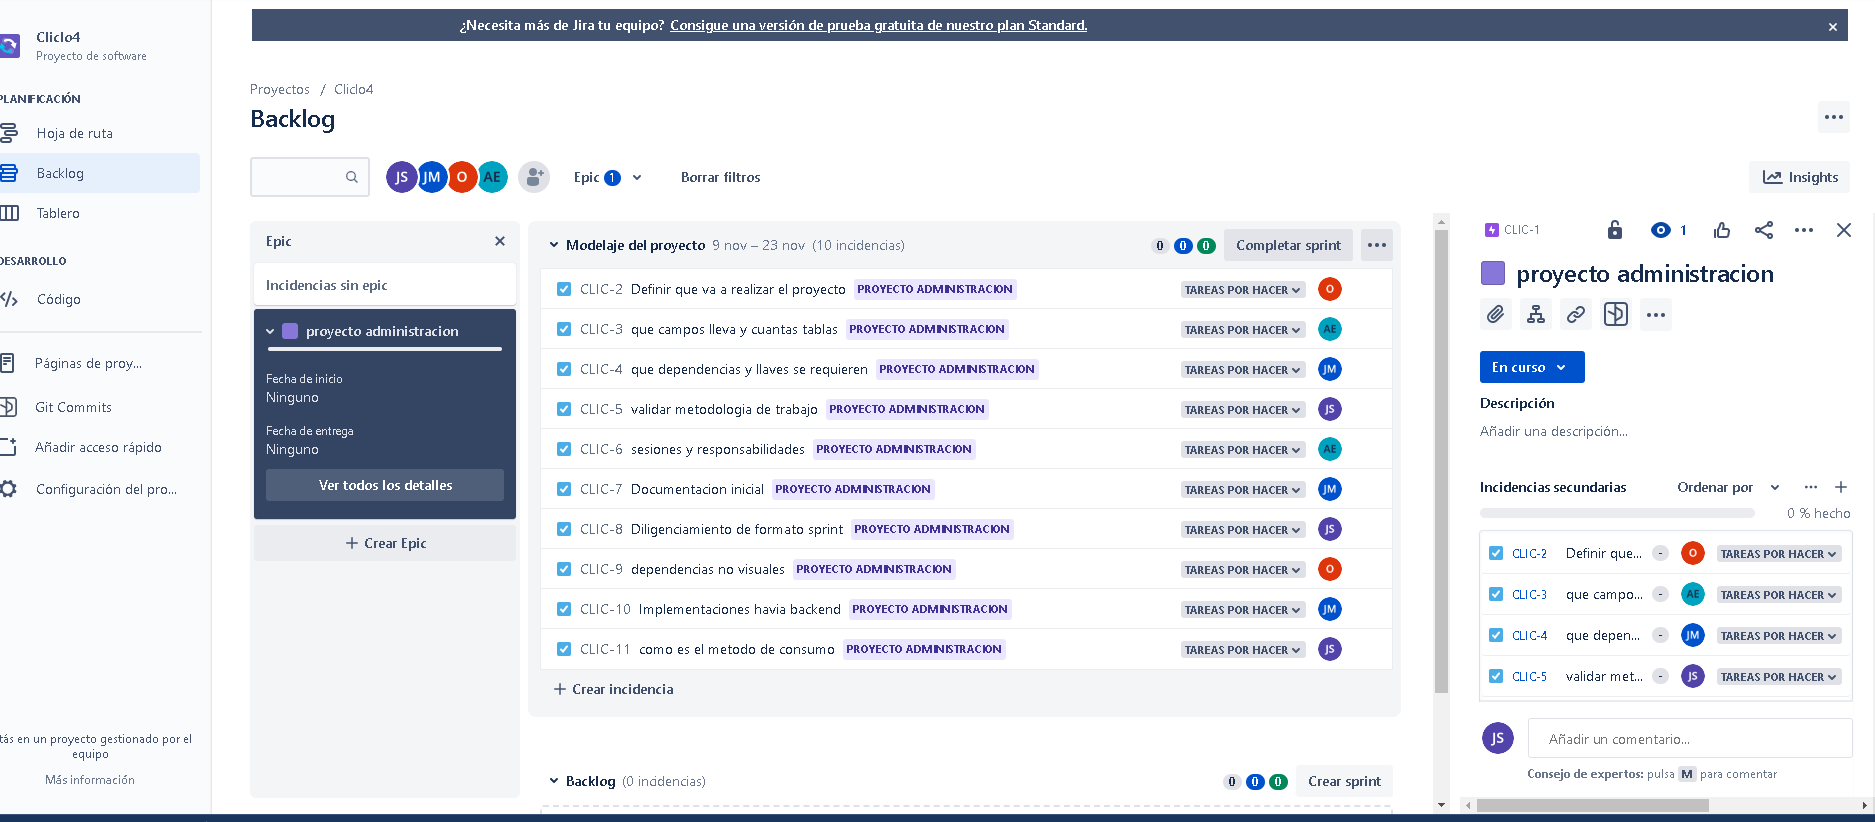 ¿Necesita más de Jira tu equipo? Consigue una versión de prueba gratuita de nuestro plan Standard.
Cliclo4
Proyecto de software
PLANIFICACIÓN
Hoja de ruta
Backlog
Tablero
DESARROLLO
Código
Páginas de proy...
Git Commits
Añadir acceso rápido
Configuración del pro...
tás en un proyecto gestionado por el
equipo
Más información
Proyectos / Cliclo4
Backlog
JS JM O AE
Epic 1
Borrar filtros
Insights
Epic
Incidencias sin epic
proyecto administracion
Fecha de inicio
Ninguno
Fecha de entrega
Ninguno
Ver todos los detalles
+ Crear Epic
Modelaje del proyecto 9 nov – 23 nov (10 incidencias) 0 0 0 Completar sprint
CLIC-2 Definir que va a realizar el proyecto PROYECTO ADMINISTRACION TAREAS POR HACER O
CLIC-3 que campos lleva y cuantas tablas PROYECTO ADMINISTRACION TAREAS POR HACER AE
CLIC-4 que dependencias y llaves se requieren PROYECTO ADMINISTRACION TAREAS POR HACER JM
CLIC-5 validar metodologia de trabajo PROYECTO ADMINISTRACION TAREAS POR HACER JS
CLIC-6 sesiones y responsabilidades PROYECTO ADMINISTRACION TAREAS POR HACER AE
CLIC-7 Documentacion inicial PROYECTO ADMINISTRACION TAREAS POR HACER JM
CLIC-8 Diligenciamiento de formato sprint PROYECTO ADMINISTRACION TAREAS POR HACER JS
CLIC-9 dependencias no visuales PROYECTO ADMINISTRACION TAREAS POR HACER O
CLIC-10 Implementaciones havia backend PROYECTO ADMINISTRACION TAREAS POR HACER JM
CLIC-11 como es el metodo de consumo PROYECTO ADMINISTRACION TAREAS POR HACER JS
+ Crear incidencia
Backlog (0 incidencias) 0 0 0 Crear sprint
CLIC-1 1
proyecto administracion
En curso
Descripción
Añadir una descripción...
Incidencias secundarias Ordenar por
0 % hecho
CLIC-2 Definir que... - O TAREAS POR HACER
CLIC-3 que campo... - AE TAREAS POR HACER
CLIC-4 que depen... - JM TAREAS POR HACER
CLIC-5 validar met... - JS TAREAS POR HACER
JS Añadir un comentario...
Consejo de expertos: pulsa M para comentar